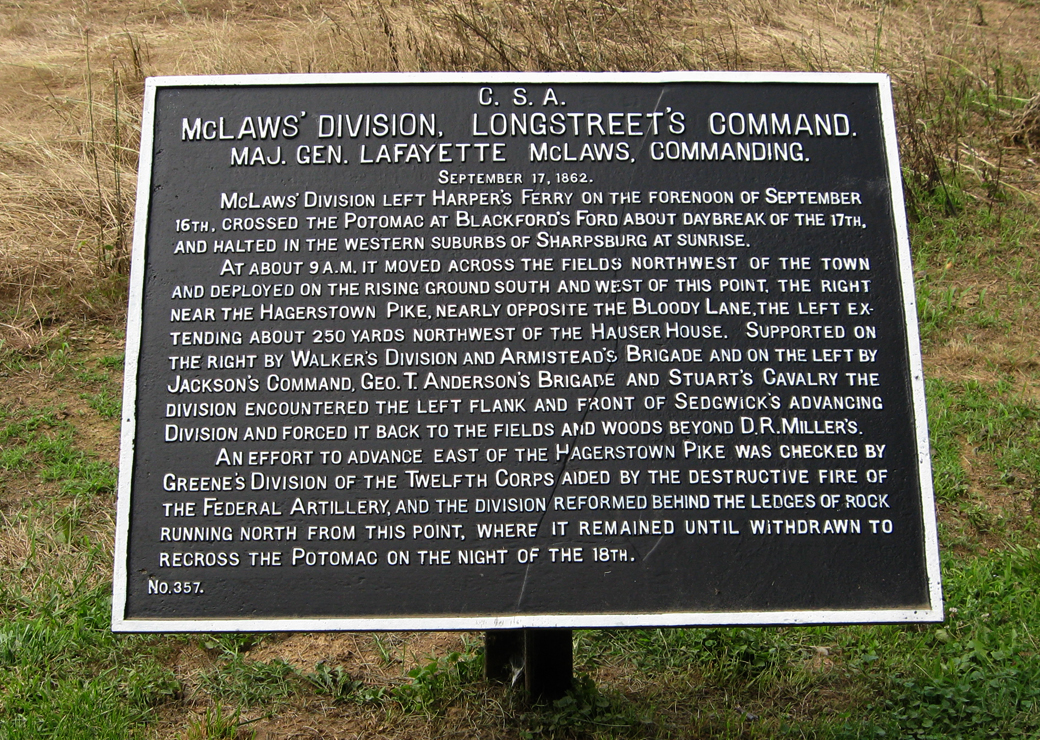 C. S. A.
McLAWS' DIVISION, LONGSTREET'S COMMAND.
MAJ. GEN. LAFAYETTE McLAWS, COMMANDING.
SEPTEMBER 17, 1862.
McLAWS' DIVISION LEFT HARPER'S FERRY ON THE FORENOON OF SEPTEMBER
16TH, CROSSED THE POTOMAC AT BLACKFORD'S FORD ABOUT DAYBREAK OF THE 17TH,
AND HALTED IN THE WESTERN SUBURBS OF SHARPSBURG AT SUNRISE.
AT ABOUT 9 A.M. IT MOVED ACROSS THE FIELDS NORTHWEST OF THE TOWN
AND DEPLOYED ON THE RISING GROUND SOUTH AND WEST OF THIS POINT, THE RIGHT
NEAR THE HAGERSTOWN PIKE, NEARLY OPPOSITE THE BLOODY LANE, THE LEFT EX-
TENDING ABOUT 250 YARDS NORTHWEST OF THE HAUSER HOUSE. SUPPORTED ON
THE RIGHT BY WALKER'S DIVISION AND ARMISTEAD'S BRIGADE AND ON THE LEFT BY
JACKSON'S COMMAND, GEO. T. ANDERSON'S BRIGADE AND STUART'S CAVALRY THE
DIVISION ENCOUNTERED THE LEFT FLANK AND FRONT OF SEDGWICK'S ADVANCING
DIVISION AND FORCED IT BACK TO THE FIELDS AND WOODS BEYOND D.R. MILLER'S.
AN EFFORT TO ADVANCE EAST OF THE HAGERSTOWN PIKE WAS CHECKED BY
GREENE'S DIVISION OF THE TWELFTH CORPS AIDED BY THE DESTRUCTIVE FIRE OF
THE FEDERAL ARTILLERY, AND THE DIVISION REFORMED BEHIND THE LEDGES OF ROCK
RUNNING NORTH FROM THIS POINT, WHERE IT REMAINED UNTIL WITHDRAWN TO
RECROSS THE POTOMAC ON THE NIGHT OF THE 18TH.
NO. 357.